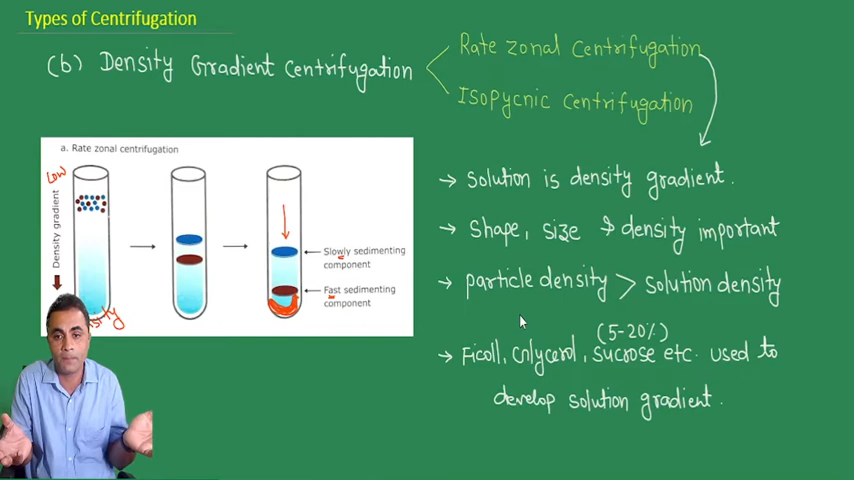 Types of Centrifugation
(b) Density Gradient Centrifugation
Rate zonal Centrifugation
Isopycnic Centrifugation
a. Rate zonal centrifugation
Low
Density gradient
Slowly sedimenting
component
Fast sedimenting
component
→ Solution is density gradient.
→ Shape, size & density important
→ particle density > solution density
(5-20%)
→ Ficoll, Glycerol, sucrose etc. used to
develop solution gradient.